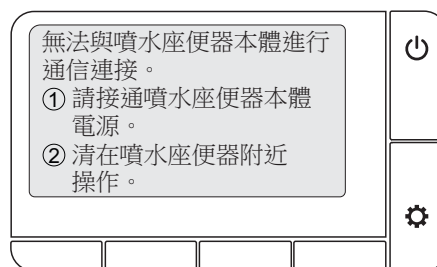 無法與噴水座便器本體進行
通信連接。
① 請接通噴水座便器本體
電源。
② 清在噴水座便器附近
操作。